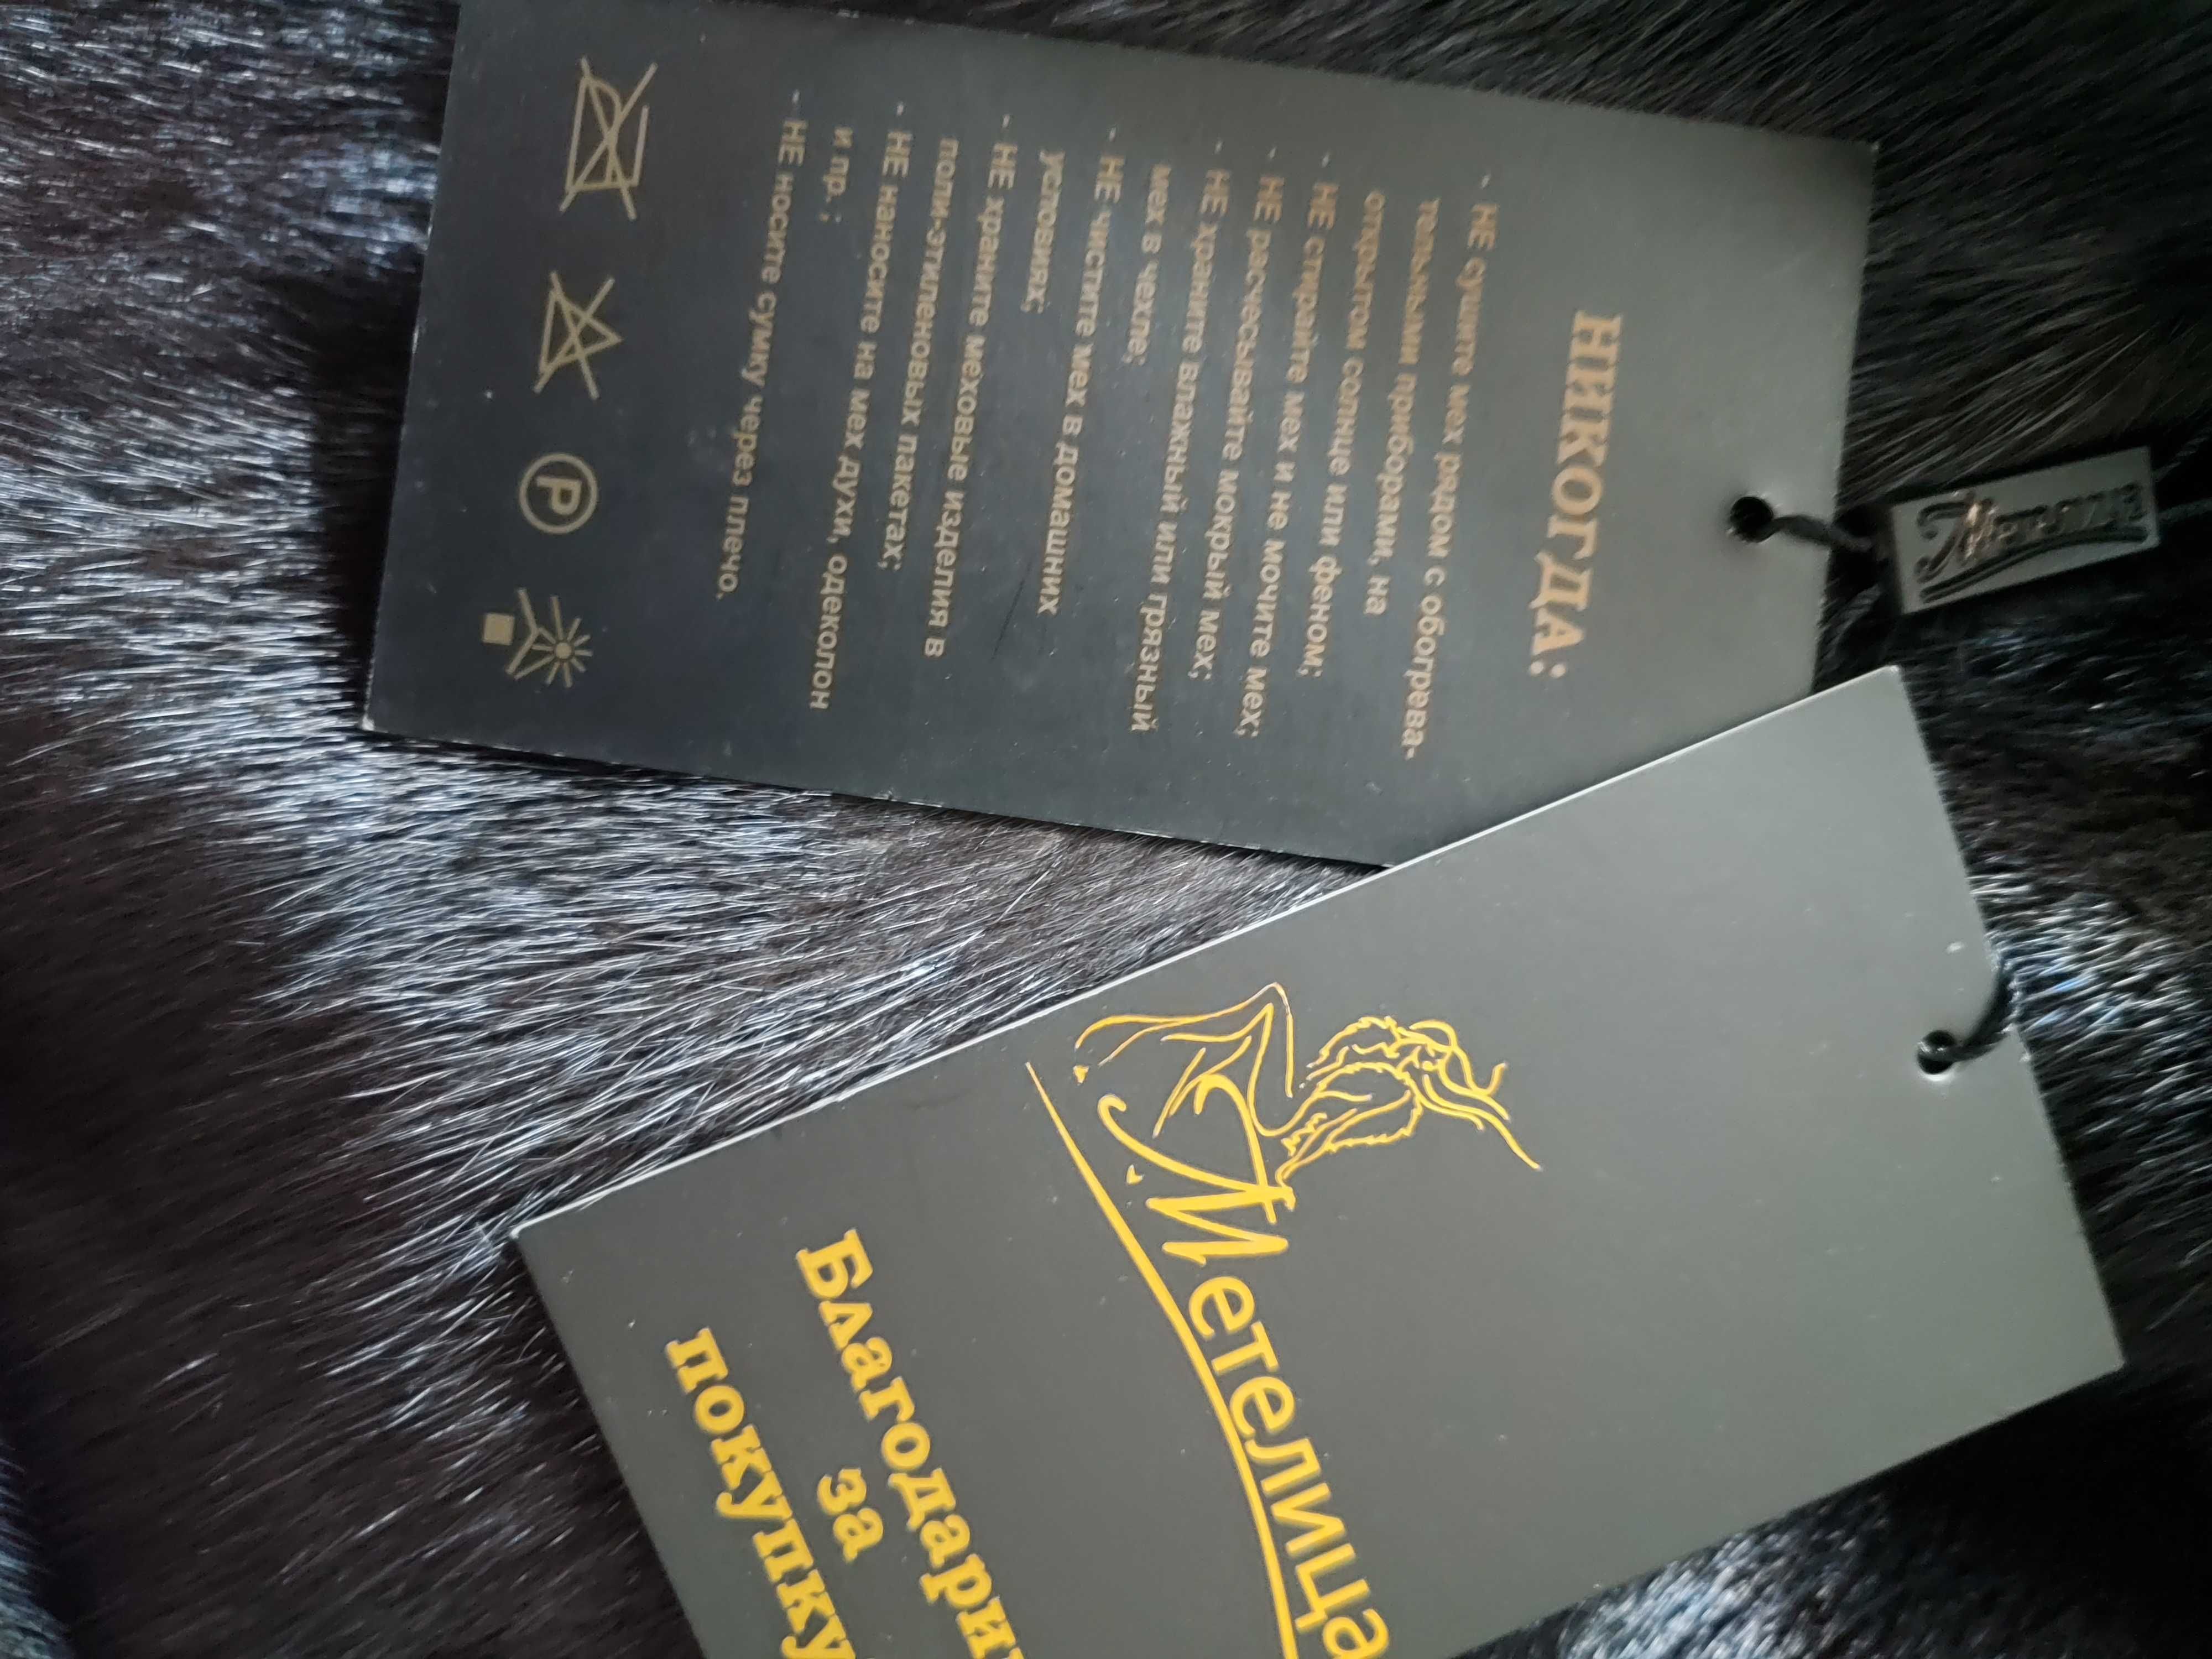 НИКОГДА:
- НЕ сушите мех рядом с обогрева-
тельными приборами, на
открытом солнце или феном;
- НЕ стирайте мех и не мочите мех;
- НЕ расчесывайте мокрый мех;
- НЕ храните влажный или грязный
мех в чехле;
- НЕ чистите мех в домашних
условиях;
- НЕ храните меховые изделия в
поли-этиленовых пакетах;
- НЕ наносите на мех духи, одеколон
и пр.;
- НЕ носите сумку через плечо.
P
Метелица
Метелица
Благодарим
за
покупку